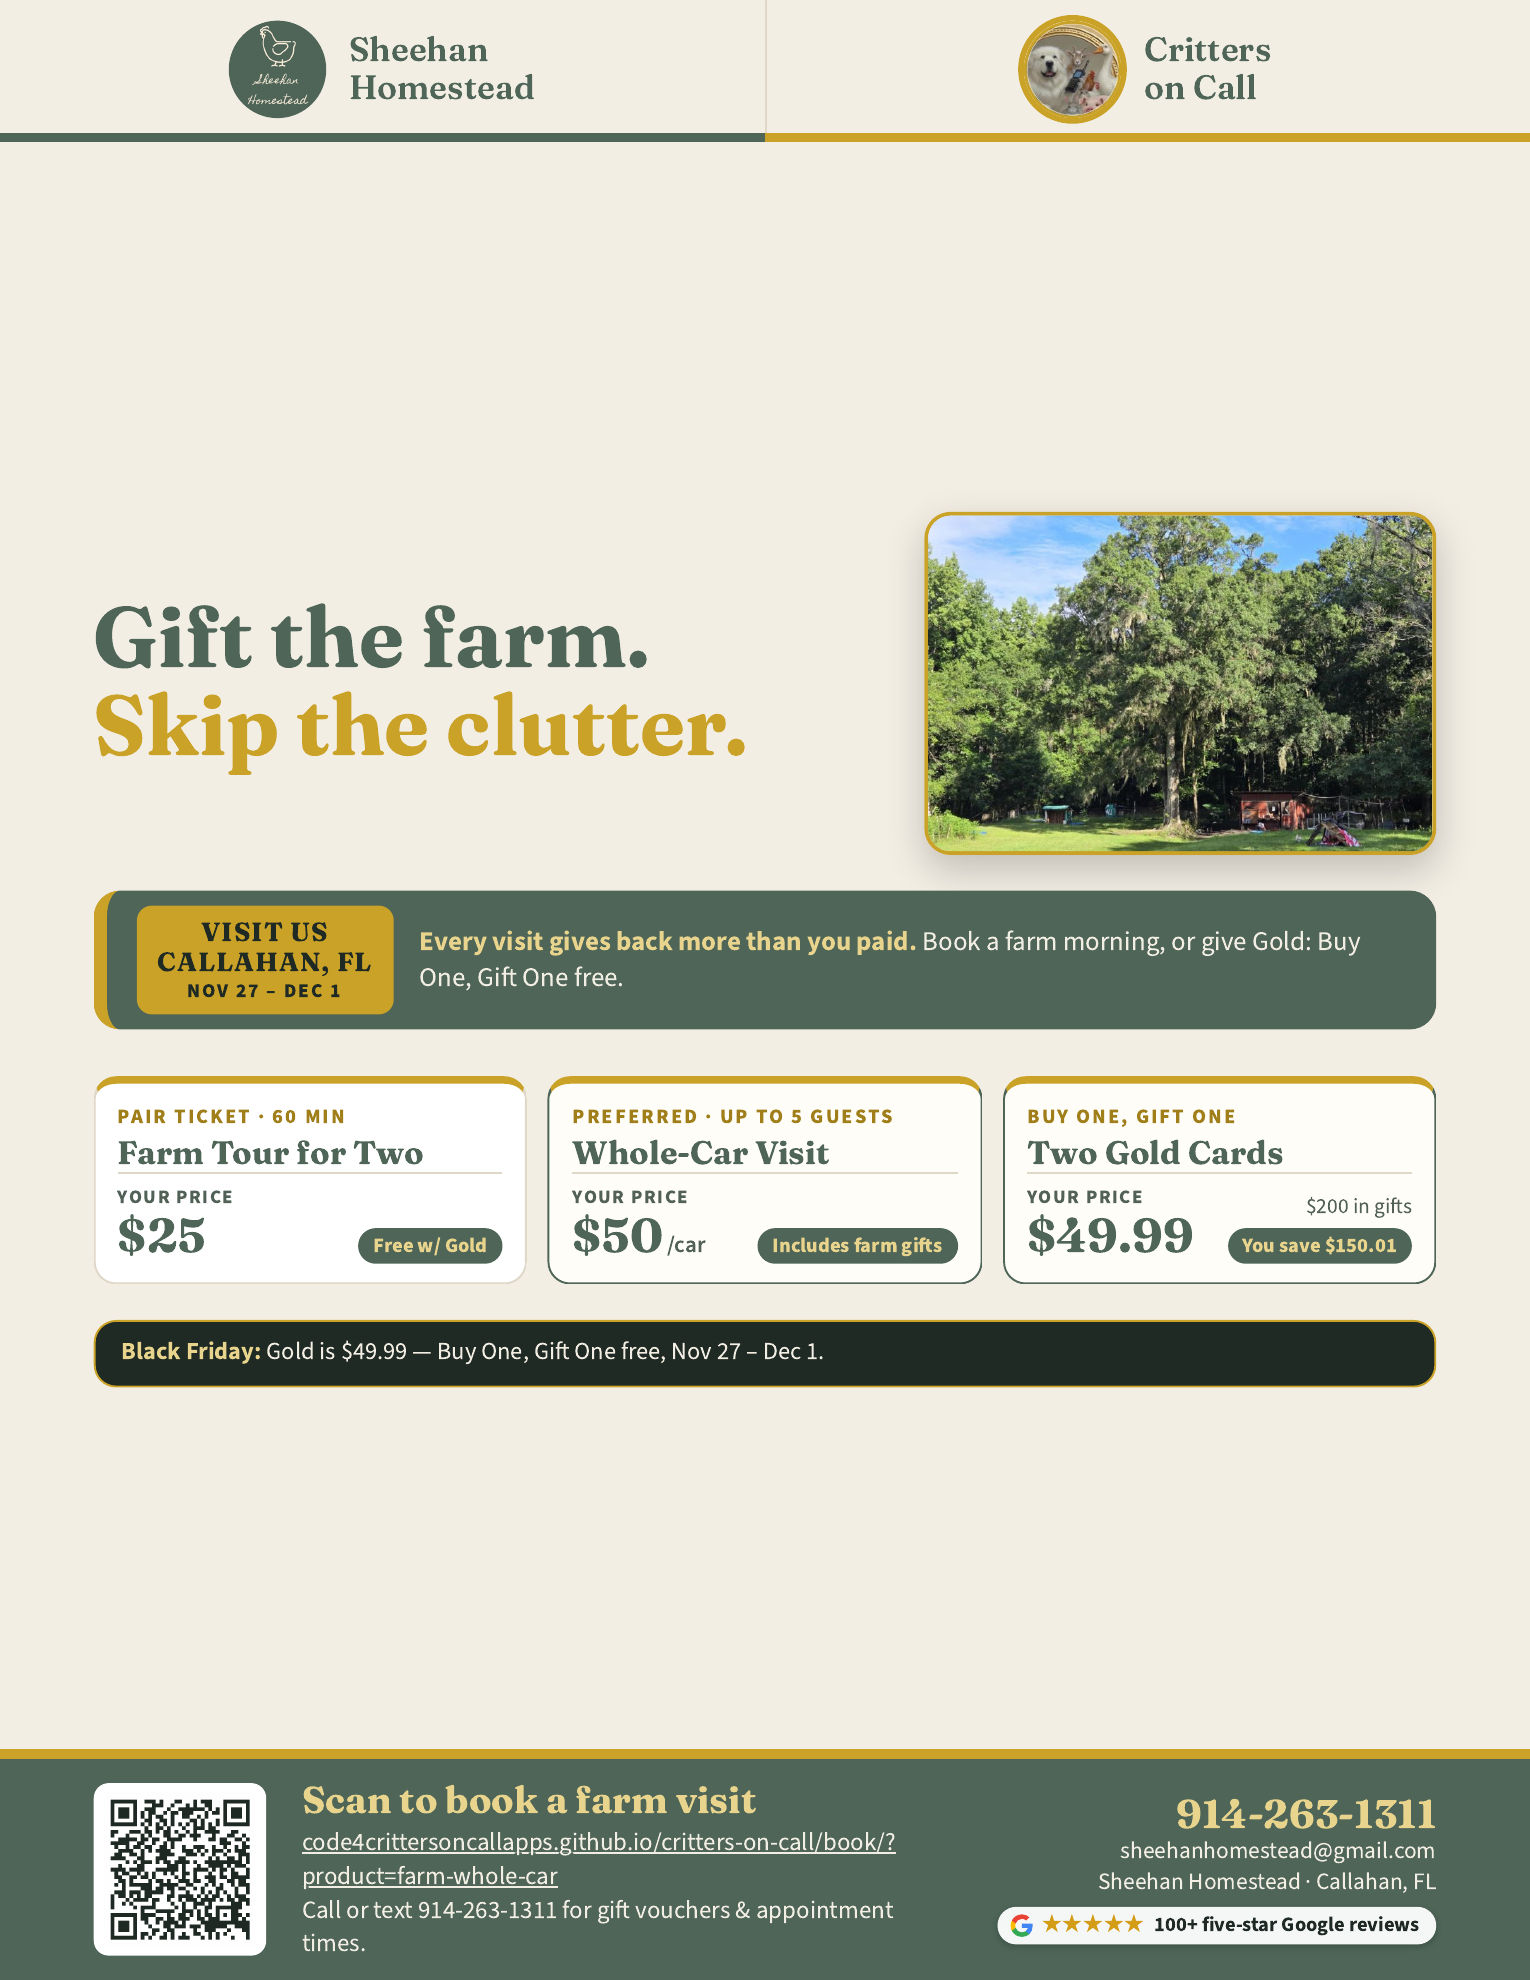 Sheehan
Homestead
Sheehan
Homestead
Critters
on Call
Gift the farm.
Skip the clutter.
VISIT US
CALLAHAN, FL
NOV 27 – DEC 1
Every visit gives back more than you paid. Book a farm morning, or give Gold: Buy
One, Gift One free.
PAIR TICKET · 60 MIN
Farm Tour for Two
YOUR PRICE
$25
Free w/ Gold
PREFERRED · UP TO 5 GUESTS
Whole-Car Visit
YOUR PRICE
$50 /car
Includes farm gifts
BUY ONE, GIFT ONE
Two Gold Cards
YOUR PRICE
$49.99
$200 in gifts
You save $150.01
Black Friday: Gold is $49.99 — Buy One, Gift One free, Nov 27 – Dec 1.
Scan to book a farm visit
code4crittersoncallapps.github.io/critters-on-call/book/?
product=farm-whole-car
Call or text 914-263-1311 for gift vouchers & appointment
times.
914-263-1311
sheehanhomestead@gmail.com
Sheehan Homestead · Callahan, FL
★★★★★ 100+ five-star Google reviews